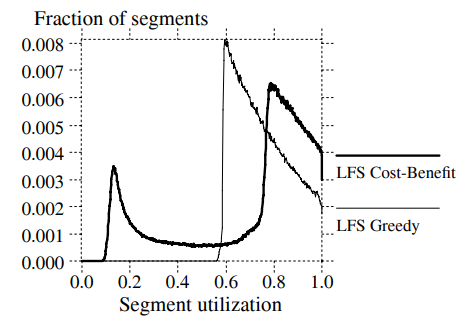 Fraction of segments
0.008
0.007
0.006
0.005
0.004
0.003
0.002
0.001
0.000
0.0 0.2 0.4 0.6 0.8 1.0
Segment utilization
LFS Cost-Benefit
LFS Greedy